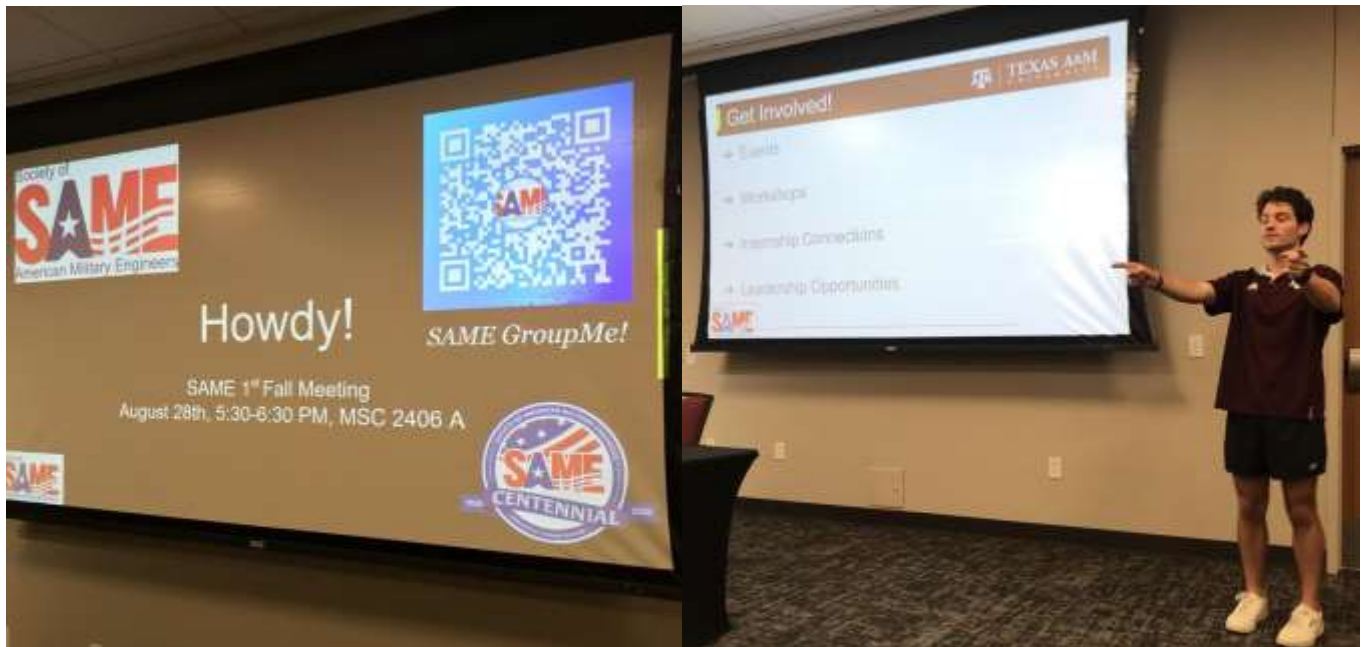 Society of
SAME
American Military Engineers
SAME
SAME GroupMe!
Howdy!
SAME 1st Fall Meeting
August 28th, 5:30-6:30 PM, MSC 2406 A
SAME
SAME
CENTENNIAL
TEXAS A&M
UNIVERSITY
Get Involved!
→ Events
→ Workshops
→ Internship Connections
→ Leadership Opportunities
SAME